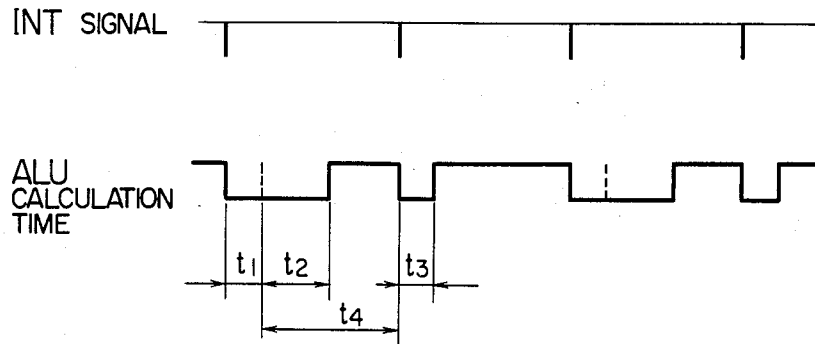 INT SIGNAL
ALU
CALCULATION
TIME
t1 t2 t3
t4